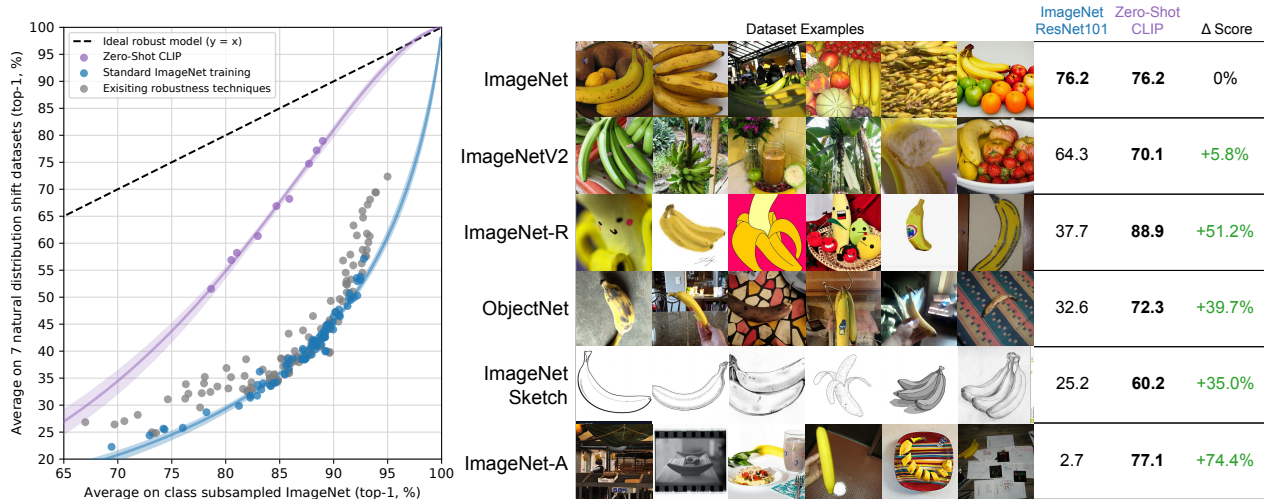 Average on 7 natural distribution shift datasets (top-1, %)
100
95
90
85
80
75
70
65
60
55
50
45
40
35
30
25
20
65
70
75
80
85
90
95
100
Average on class subsampled ImageNet (top-1, %)
Ideal robust model (y = x)
Zero-Shot CLIP
Standard ImageNet training
Exisiting robustness techniques
Dataset Examples
ImageNet
ResNet101
Zero-Shot
CLIP
Δ Score
ImageNet
76.2
76.2
0%
ImageNetV2
64.3
70.1
+5.8%
ImageNet-R
37.7
88.9
+51.2%
ObjectNet
32.6
72.3
+39.7%
ImageNet
Sketch
25.2
60.2
+35.0%
ImageNet-A
2.7
77.1
+74.4%